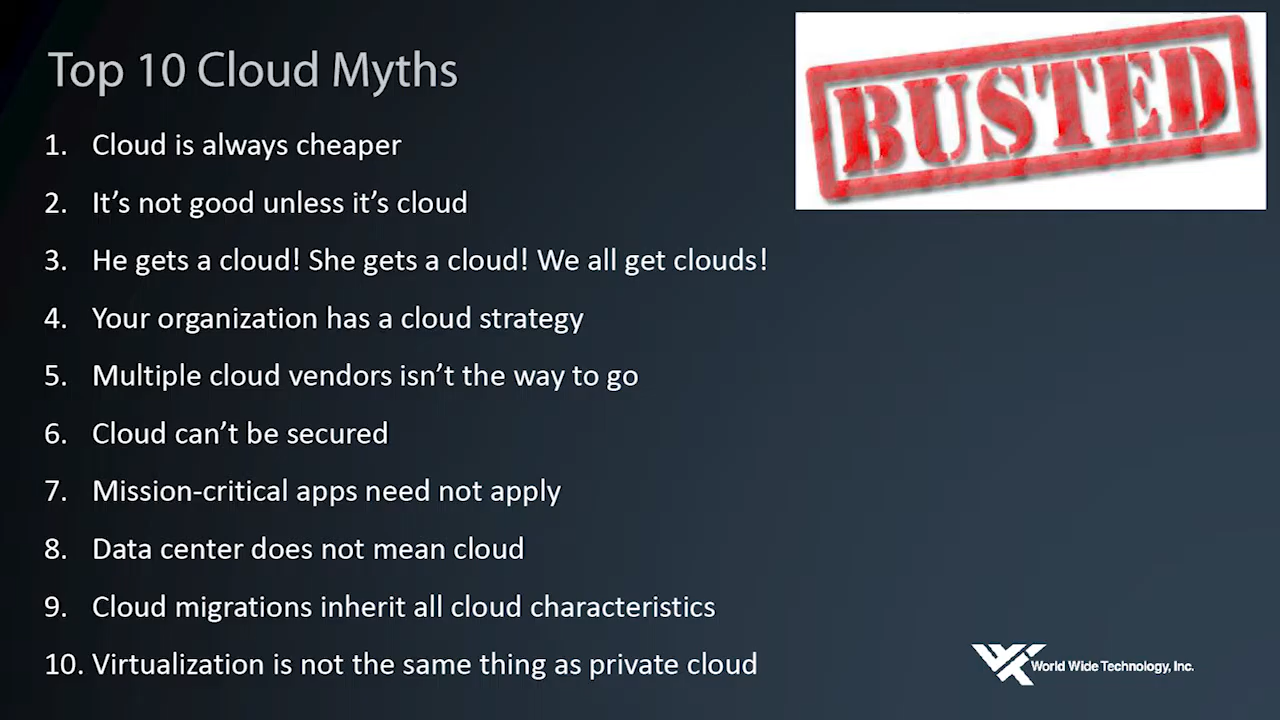 Top 10 Cloud Myths
BUSTED
1. Cloud is always cheaper
2. It’s not good unless it’s cloud
3. He gets a cloud! She gets a cloud! We all get clouds!
4. Your organization has a cloud strategy
5. Multiple cloud vendors isn’t the way to go
6. Cloud can’t be secured
7. Mission-critical apps need not apply
8. Data center does not mean cloud
9. Cloud migrations inherit all cloud characteristics
10. Virtualization is not the same thing as private cloud
World Wide Technology, Inc.